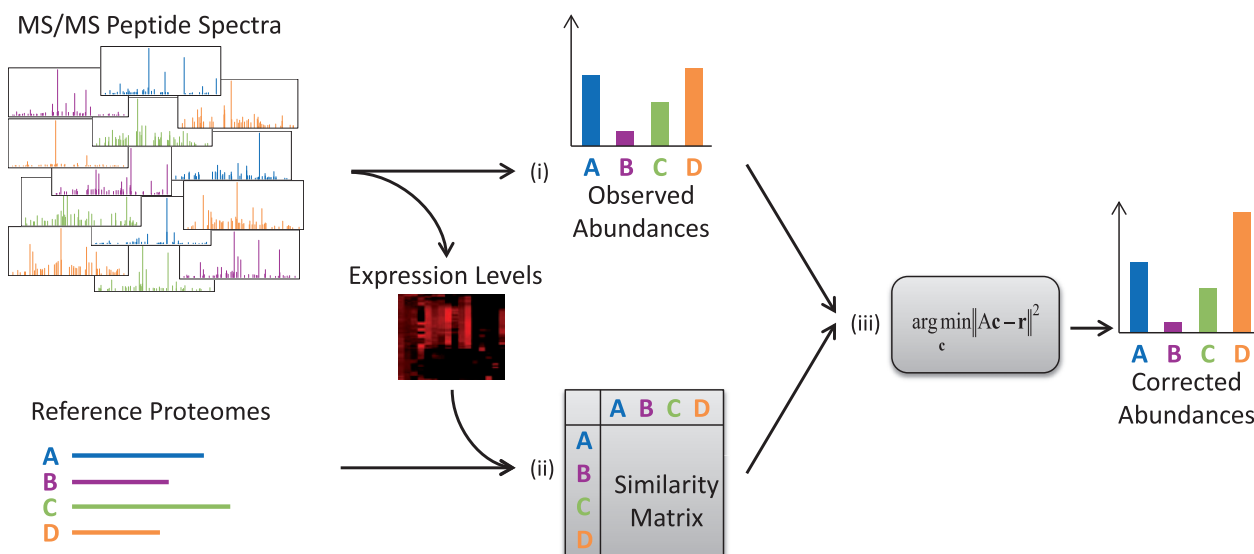 MS/MS Peptide Spectra
(i)
A B C D
Observed
Abundances
Expression Levels
Reference Proteomes
A
B
C
D
(ii)
A B C D
A
B
C
D
Similarity
Matrix
(iii)
arg min‖Ac − r‖²
c
A B C D
Corrected
Abundances